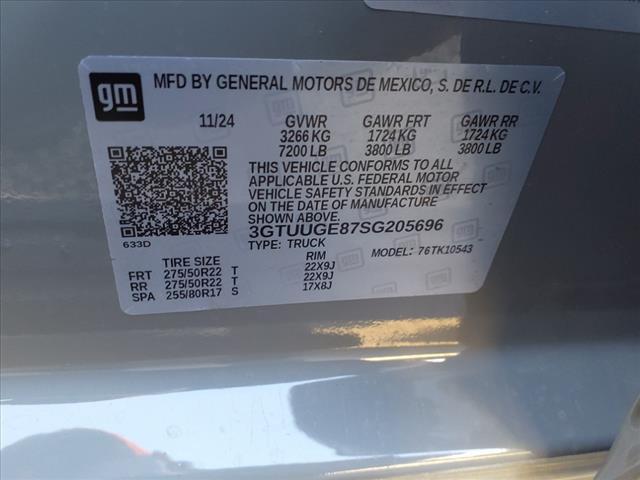 gm
MFD BY GENERAL MOTORS DE MEXICO, S. DE R.L. DE C.V.
11/24 GVWR GAWR FRT GAWR RR
3266 KG 1724 KG 1724 KG
7200 LB 3800 LB 3800 LB
THIS VEHICLE CONFORMS TO ALL
APPLICABLE U.S. FEDERAL MOTOR
VEHICLE SAFETY STANDARDS IN EFFECT
ON THE DATE OF MANUFACTURE
SHOWN ABOVE.
633D
3GTUUGE87SG205696
TYPE: TRUCK MODEL: 76TK10543
TIRE SIZE RIM
FRT 275/50R22 T 22X9J
RR 275/50R22 T 22X9J
SPA 255/80R17 S 17X8J